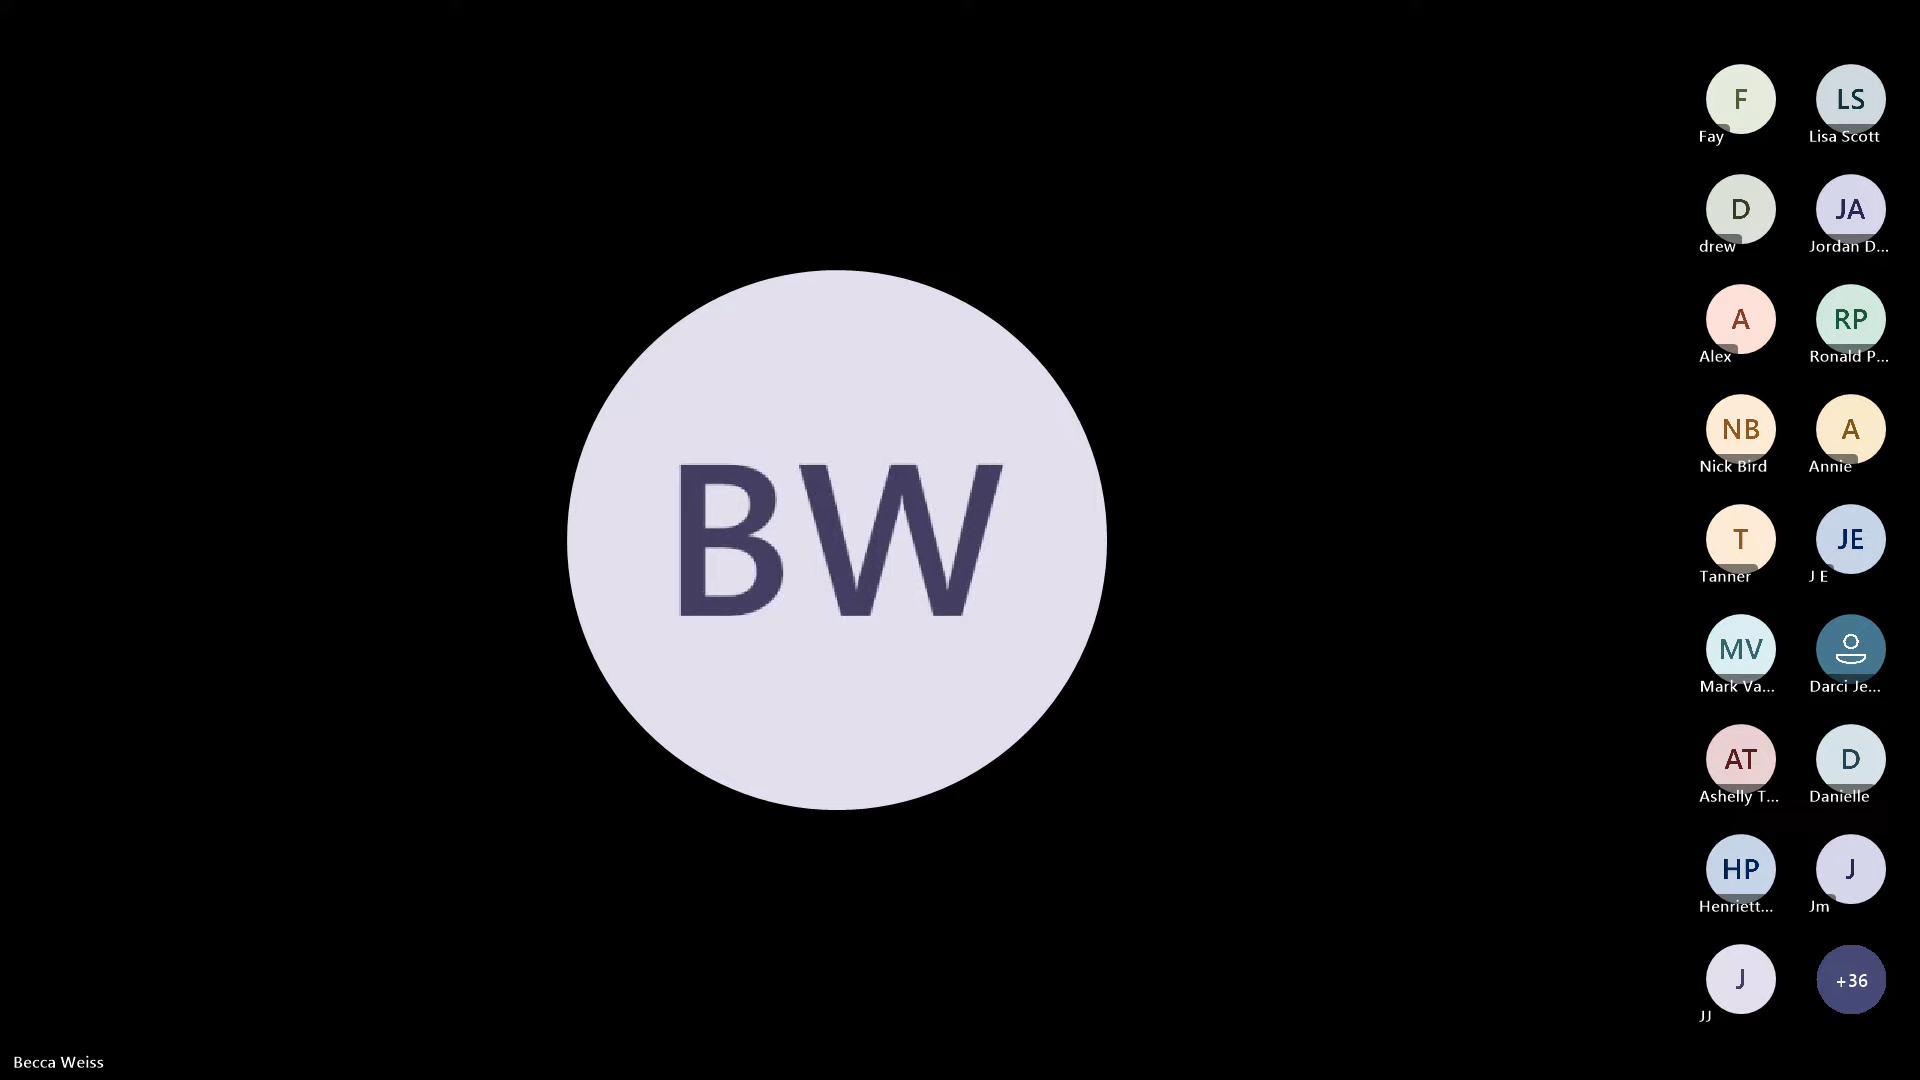 F
LS
Fay
Lisa Scott
D
JA
drew
Jordan D...
A
RP
Alex
Ronald P...
NB
A
Nick Bird
Annie
T
JE
Tanner
J E
MV
Mark Va...
Darci Je...
AT
D
Ashelly T...
Danielle
HP
J
Henriett...
Jm
J
+36
JJ
BW
Becca Weiss